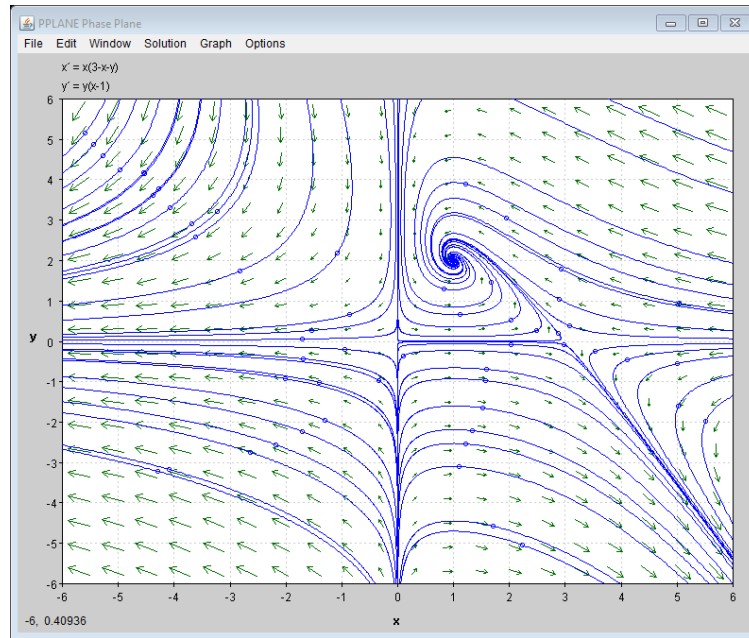 PPLANE Phase Plane
File Edit Window Solution Graph Options
x' = x(3-x-y)
y' = y(x-1)
6
5
4
3
2
1
0
-1
-2
-3
-4
-5
-6
y
-6 -5 -4 -3 -2 -1 0 1 2 3 4 5 6
-6, 0.40936
x